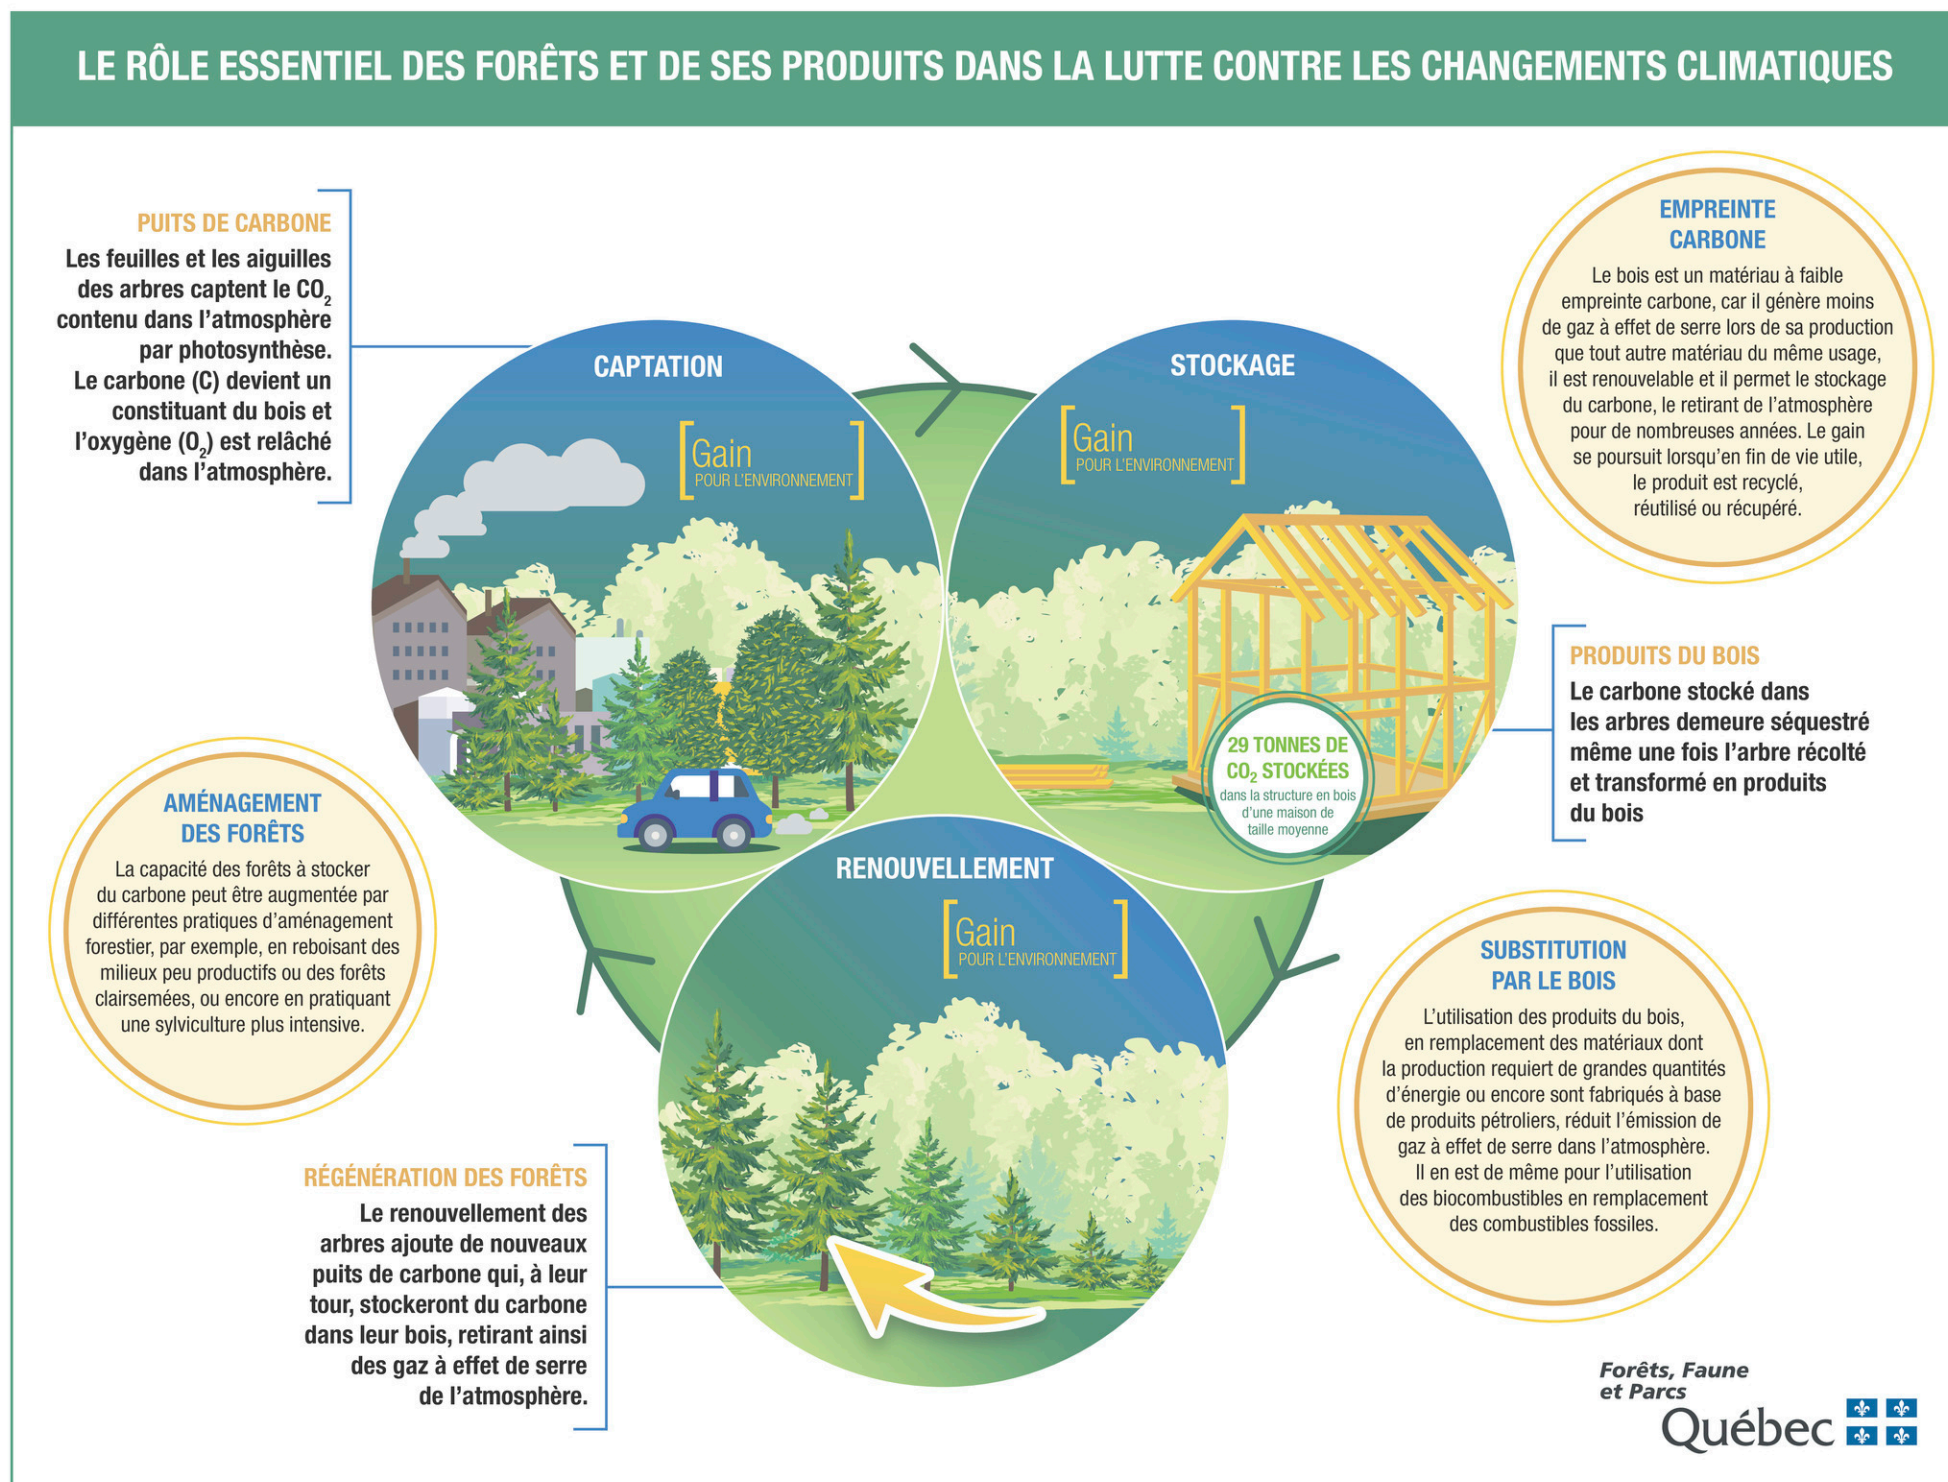 LE RÔLE ESSENTIEL DES FORÊTS ET DE SES PRODUITS DANS LA LUTTE CONTRE LES CHANGEMENTS CLIMATIQUES
PUITS DE CARBONE
Les feuilles et les aiguilles
des arbres captent le CO₂
contenu dans l'atmosphère
par photosynthèse.
Le carbone (C) devient un
constituant du bois et
l'oxygène (O₂) est relâché
dans l'atmosphère.
CAPTATION
Gain
POUR L'ENVIRONNEMENT
STOCKAGE
Gain
POUR L'ENVIRONNEMENT
29 TONNES DE
CO₂ STOCKÉES
dans la structure en bois
d'une maison de
taille moyenne
EMPREINTE
CARBONE
Le bois est un matériau à faible
empreinte carbone, car il génère moins
de gaz à effet de serre lors de sa production
que tout autre matériau du même usage,
il est renouvelable et il permet le stockage
du carbone, le retirant de l'atmosphère
pour de nombreuses années. Le gain
se poursuit lorsqu'en fin de vie utile,
le produit est recyclé,
réutilisé ou récupéré.
PRODUITS DU BOIS
Le carbone stocké dans
les arbres demeure séquestré
même une fois l'arbre récolté
et transformé en produits
du bois
AMÉNAGEMENT
DES FORÊTS
La capacité des forêts à stocker
du carbone peut être augmentée par
différentes pratiques d'aménagement
forestier, par exemple, en reboisant des
milieux peu productifs ou des forêts
clairsemées, ou encore en pratiquant
une sylviculture plus intensive.
RENOUVELLEMENT
Gain
POUR L'ENVIRONNEMENT
SUBSTITUTION
PAR LE BOIS
L'utilisation des produits du bois,
en remplacement des matériaux dont
la production requiert de grandes quantités
d'énergie ou encore sont fabriqués à base
de produits pétroliers, réduit l'émission de
gaz à effet de serre dans l'atmosphère.
Il en est de même pour l'utilisation
des biocombustibles en remplacement
des combustibles fossiles.
RÉGÉNÉRATION DES FORÊTS
Le renouvellement des
arbres ajoute de nouveaux
puits de carbone qui, à leur
tour, stockeront du carbone
dans leur bois, retirant ainsi
des gaz à effet de serre
de l'atmosphère.
Forêts, Faune
et Parcs
Québec